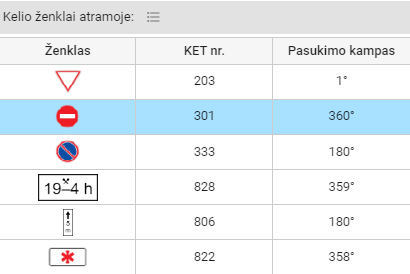 Kelio ženklai atramoje:
Ženklas KET nr. Pasukimo kampas
203 1°
301 360°
333 180°
19–4 h 828 359°
806 180°
822 358°